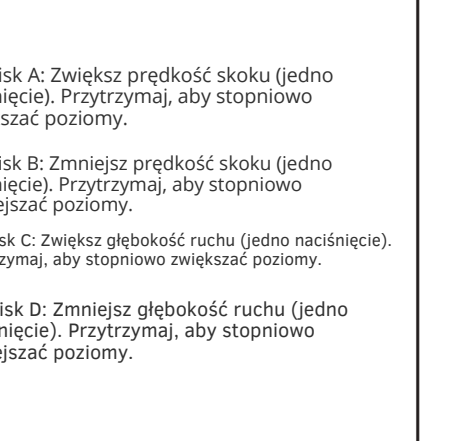 isk A: Zwiększ prędkość skoku (jedno
nięcie). Przytrzymaj, aby stopniowo
szać poziomy.
isk B: Zmniejsz prędkość skoku (jedno
nięcie). Przytrzymaj, aby stopniowo
ejszać poziomy.
sk C: Zwiększ głębokość ruchu (jedno naciśnięcie).
zymaj, aby stopniowo zwiększać poziomy.
isk D: Zmniejsz głębokość ruchu (jedno
nięcie). Przytrzymaj, aby stopniowo
ejszać poziomy.